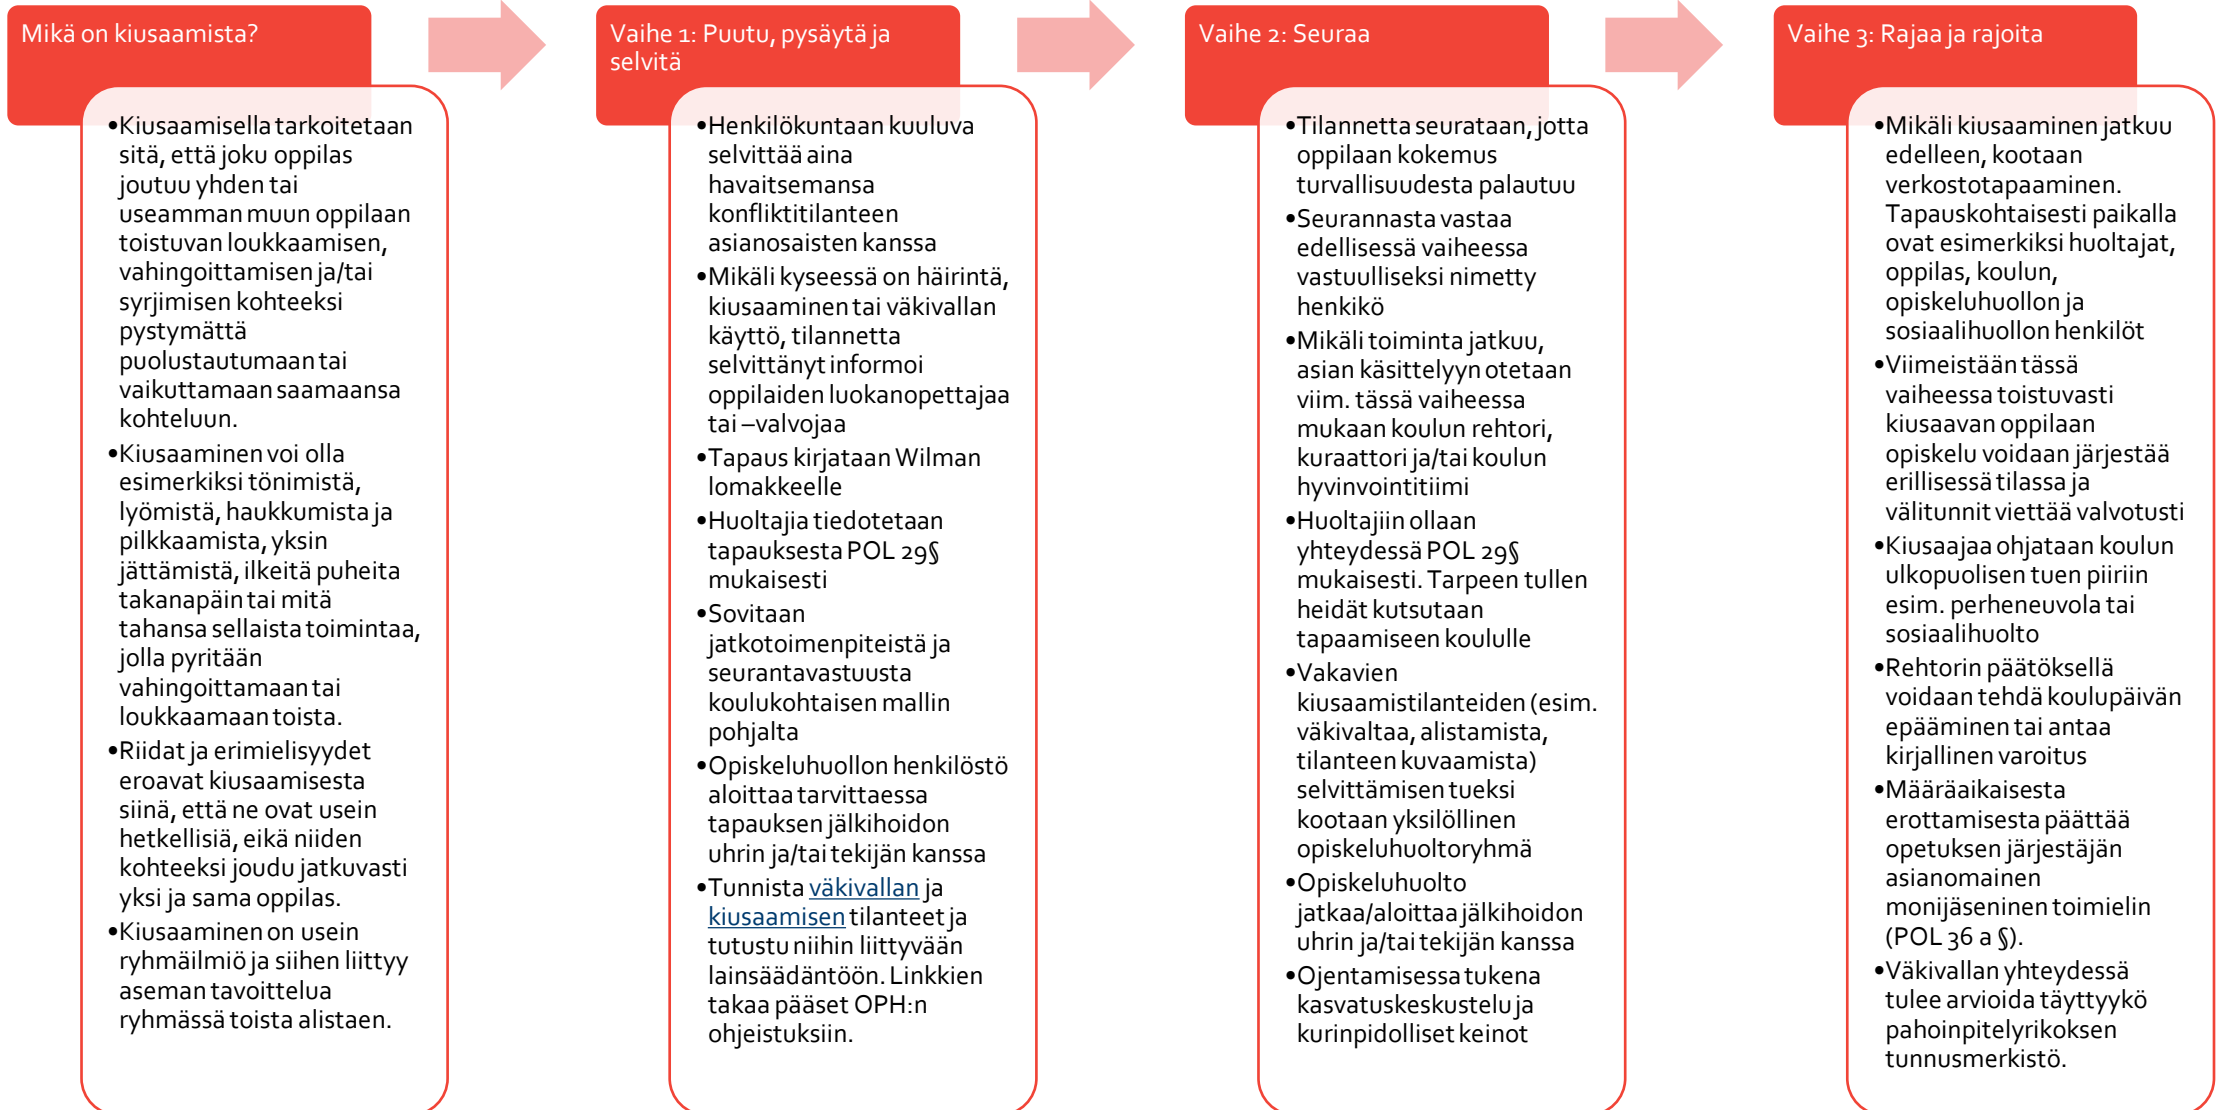 Mikä on kiusaamista?
•Kiusaamisella tarkoitetaan
sitä, että joku oppilas
joutuu yhden tai
useamman muun oppilaan
toistuvan loukkaamisen,
vahingoittamisen ja/tai
syrjimisen kohteeksi
pystymättä
puolustautumaan tai
vaikuttamaan saamaansa
kohteluun.
•Kiusaaminen voi olla
esimerkiksi tönimistä,
lyömistä, haukkumista ja
pilkkaamista, yksin
jättämistä, ilkeitä puheita
takanapäin tai mitä
tahansa sellaista toimintaa,
jolla pyritään
vahingoittamaan tai
loukkaamaan toista.
•Riidat ja erimielisyydet
eroavat kiusaamisesta
siinä, että ne ovat usein
hetkellisiä, eikä niiden
kohteeksi joudu jatkuvasti
yksi ja sama oppilas.
•Kiusaaminen on usein
ryhmäilmiö ja siihen liittyy
aseman tavoittelua
ryhmässä toista alistaen.
Vaihe 1: Puutu, pysäytä ja
selvitä
•Henkilökuntaan kuuluva
selvittää aina
havaitsemansa
konfliktitilanteen
asianosaisten kanssa
•Mikäli kyseessä on häirintä,
kiusaaminen tai väkivallan
käyttö, tilannetta
selvittänyt informoi
oppilaiden luokanopettajaa
tai –valvojaa
•Tapaus kirjataan Wilman
lomakkeelle
•Huoltajia tiedotetaan
tapauksesta POL 29§
mukaisesti
•Sovitaan
jatkotoimenpiteistä ja
seurantavastuusta
koulukohtaisen mallin
pohjalta
•Opiskeluhuollon henkilöstö
aloittaa tarvittaessa
tapauksen jälkihoidon
uhrin ja/tai tekijän kanssa
•Tunnista väkivallan ja
kiusaamisen tilanteet ja
tutustu niihin liittyvään
lainsäädäntöön. Linkkien
takaa pääset OPH:n
ohjeistuksiin.
Vaihe 2: Seuraa
•Tilannetta seurataan, jotta
oppilaan kokemus
turvallisuudesta palautuu
•Seurannasta vastaa
edellisessä vaiheessa
vastuulliseksi nimetty
henkikö
•Mikäli toiminta jatkuu,
asian käsittelyyn otetaan
viim. tässä vaiheessa
mukaan koulun rehtori,
kuraattori ja/tai koulun
hyvinvointitiimi
•Huoltajiin ollaan
yhteydessä POL 29§
mukaisesti. Tarpeen tullen
heidät kutsutaan
tapaamiseen koululle
•Vakavien
kiusaamistilanteiden (esim.
väkivaltaa, alistamista,
tilanteen kuvaamista)
selvittämisen tueksi
kootaan yksilöllinen
opiskeluhuoltoryhmä
•Opiskeluhuolto
jatkaa/aloittaa jälkihoidon
uhrin ja/tai tekijän kanssa
•Ojentamisessa tukena
kasvatuskeskustelu ja
kurinpidolliset keinot
Vaihe 3: Rajaa ja rajoita
•Mikäli kiusaaminen jatkuu
edelleen, kootaan
verkostotapaaminen.
Tapauskohtaisesti paikalla
ovat esimerkiksi huoltajat,
oppilas, koulun,
opiskeluhuollon ja
sosiaalihuollon henkilöt
•Viimeistään tässä
vaiheessa toistuvasti
kiusaavan oppilaan
opiskelu voidaan järjestää
erillisessä tilassa ja
välitunnit viettää valvotusti
•Kiusaajaa ohjataan koulun
ulkopuolisen tuen piiriin
esim. perheneuvola tai
sosiaalihuolto
•Rehtorin päätöksellä
voidaan tehdä koulupäivän
epääminen tai antaa
kirjallinen varoitus
•Määräaikaisesta
erottamisesta päättää
opetuksen järjestäjän
asianomainen
monijäseninen toimielin
(POL 36 a §).
•Väkivallan yhteydessä
tulee arvioida täyttyykö
pahoinpitelyrikoksen
tunnusmerkistö.